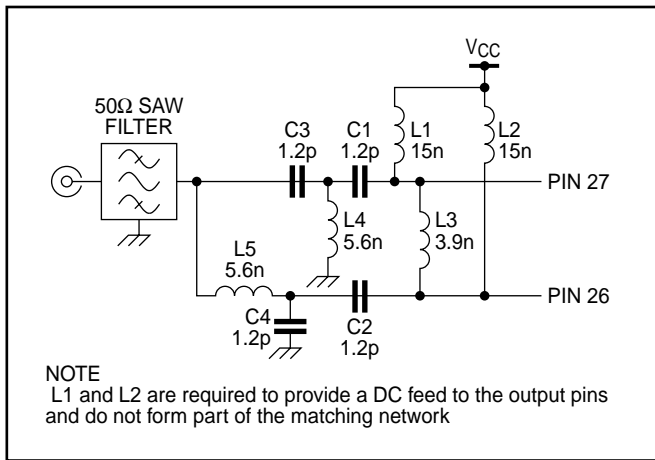 VCC
50Ω SAW
FILTER
C3
1.2p
C1
1.2p
L1
15n
L2
15n
PIN 27
L4
5.6n
L3
3.9n
L5
5.6n
PIN 26
C4
1.2p
C2
1.2p
NOTE
L1 and L2 are required to provide a DC feed to the output pins
and do not form part of the matching network